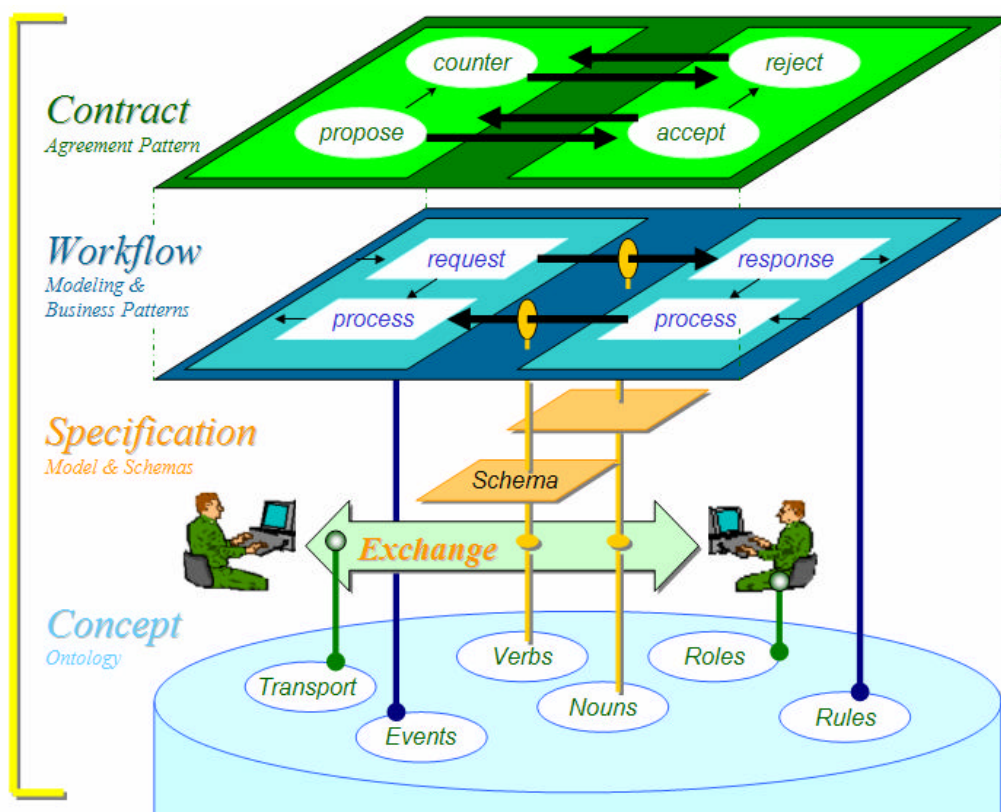 counter
reject
Contract
Agreement Pattern
propose
accept
Workflow
Modeling &
Business Patterns
request
response
process
process
Specification
Model & Schemas
Schema
Exchange
Concept
Ontology
Verbs
Roles
Transport
Nouns
Events
Rules